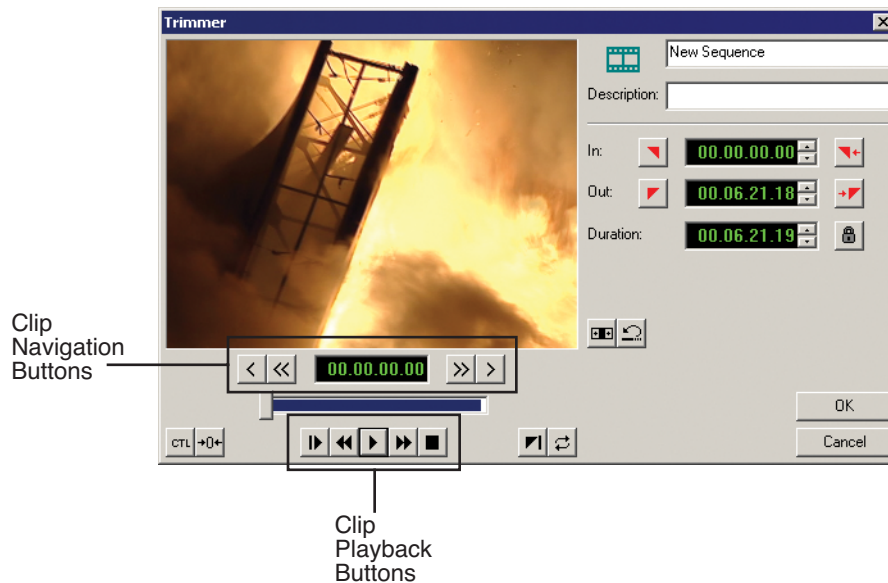 Trimmer
New Sequence
Description:
In: 00.00.00.00
Out: 00.06.21.18
Duration: 00.06.21.19
Clip
Navigation
Buttons
< << 00.00.00.00 >> >
OK
CTL →0←
Cancel
Clip
Playback
Buttons